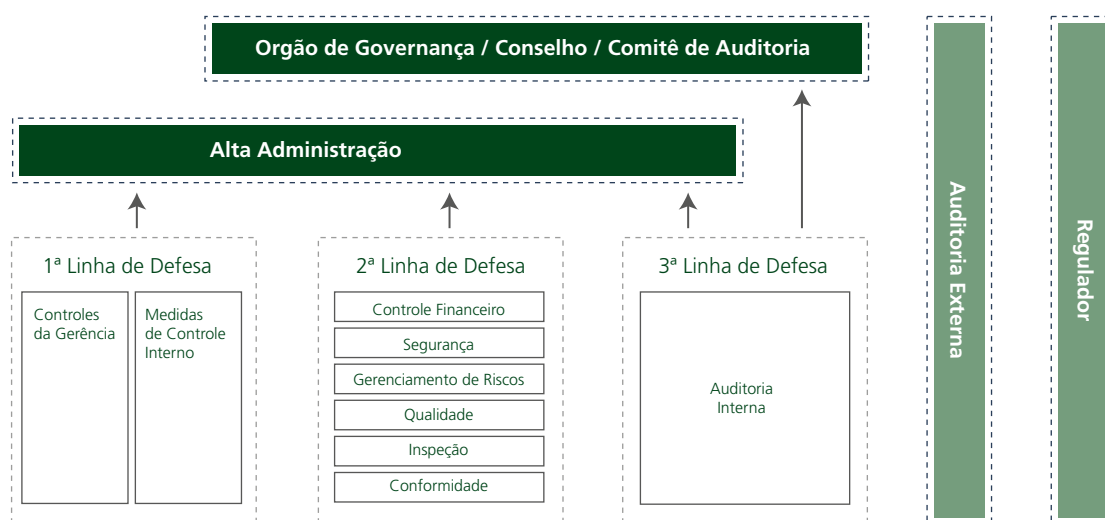 Orgão de Governança / Conselho / Comitê de Auditoria
Alta Administração
1ª Linha de Defesa
Controles
da Gerência
Medidas
de Controle
Interno
2ª Linha de Defesa
Controle Financeiro
Segurança
Gerenciamento de Riscos
Qualidade
Inspeção
Conformidade
3ª Linha de Defesa
Auditoria
Interna
Auditoria Externa
Regulador